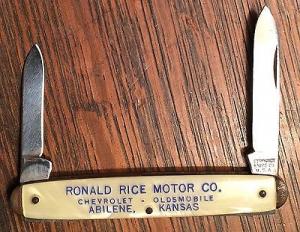 RONALD RICE MOTOR CO.
CHEVROLET - OLDSMOBILE
ABILENE, KANSAS
U.S.A.